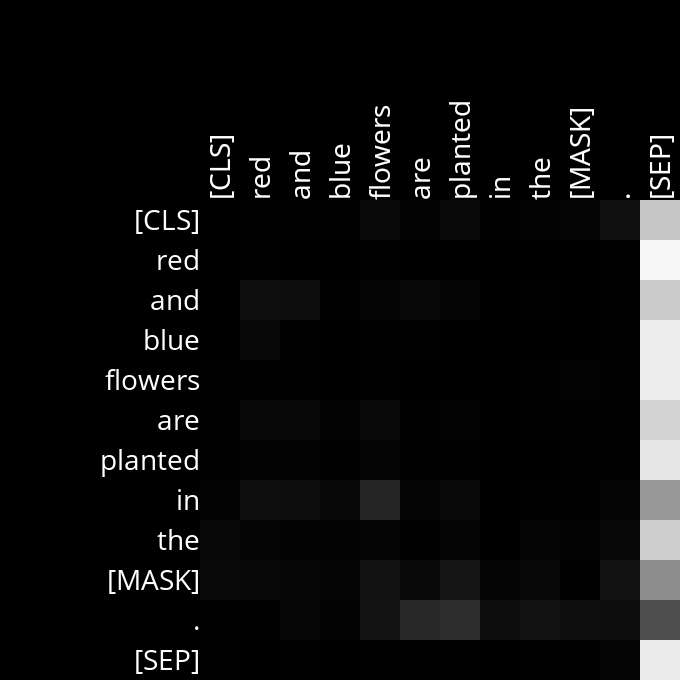 [CLS] red and blue flowers are planted in the [MASK] . [SEP]
[CLS]
red
and
blue
flowers
are
planted
in
the
[MASK]
.
[SEP]